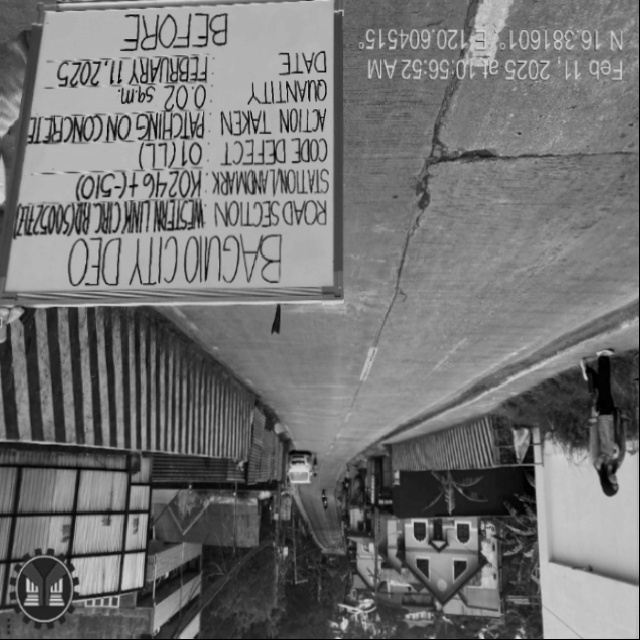 BAGUIO CITY DEO
ROAD SECTION : WESTERN LINK CIRC. RD (S00522LZ)
STATION/LANDMARK : K0246+(-510)
CODE DEFECT : 01(LL)
ACTION TAKEN : PATCHING ON CONCRETE
QUANTITY : 0.02 sq.m.
DATE : FEBRUARY 11, 2025
BEFORE
Feb 11, 2025 at 10:56:52 AM
N 16.381601° E 120.604515°